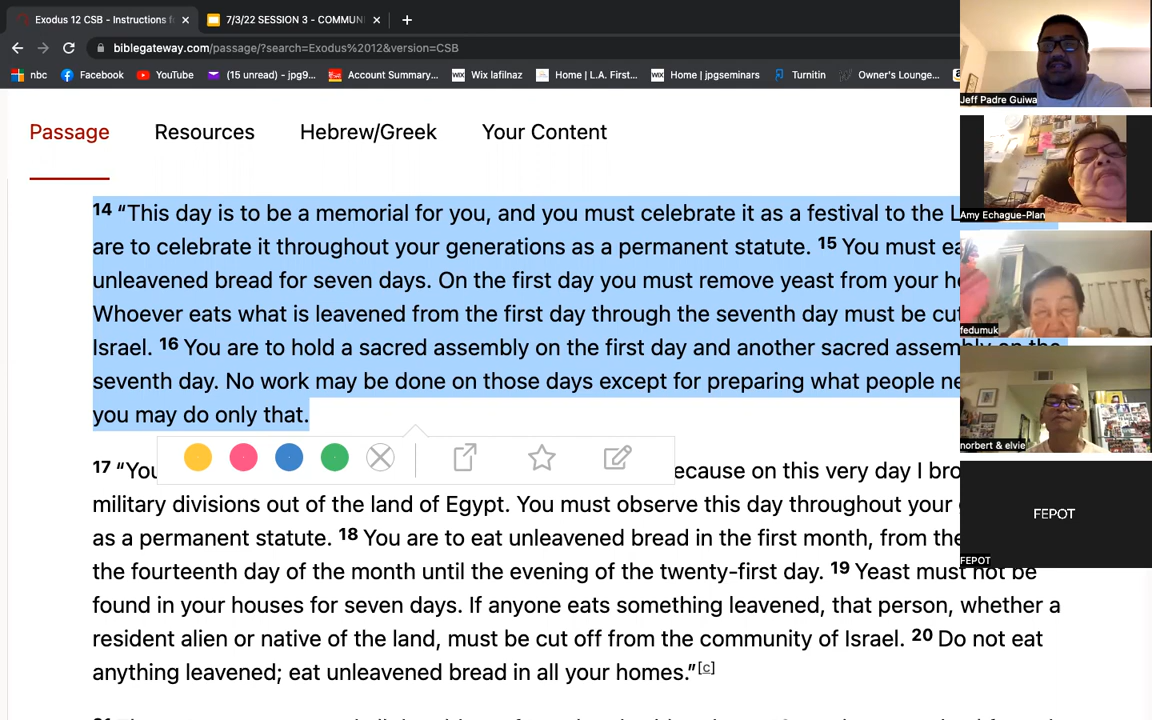 Exodus 12 CSB - Instructions fo
7/3/22 SESSION 3 - COMMUN
biblegateway.com/passage/?search=Exodus%2012&version=CSB
nbc Facebook YouTube (15 unread) - jpg9... Account Summary... Wix lafilnaz Home | L.A. First... Home | jpgseminars Turnitin Owner's Lounge...
Passage Resources Hebrew/Greek Your Content
14 “This day is to be a memorial for you, and you must celebrate it as a festival to the L
are to celebrate it throughout your generations as a permanent statute. 15 You must ea
unleavened bread for seven days. On the first day you must remove yeast from your h
Whoever eats what is leavened from the first day through the seventh day must be cut
Israel. 16 You are to hold a sacred assembly on the first day and another sacred assembly on the
seventh day. No work may be done on those days except for preparing what people ne
you may do only that.
17 “You ecause on this very day I bro
military divisions out of the land of Egypt. You must observe this day throughout your
as a permanent statute. 18 You are to eat unleavened bread in the first month, from the
the fourteenth day of the month until the evening of the twenty-first day. 19 Yeast must not be
found in your houses for seven days. If anyone eats something leavened, that person, whether a
resident alien or native of the land, must be cut off from the community of Israel. 20 Do not eat
anything leavened; eat unleavened bread in all your homes.”[c]
Jeff Padre Guiwa
Amy Echague-Plan
fedumuk
norbert & elvie
FEPOT
FEPOT